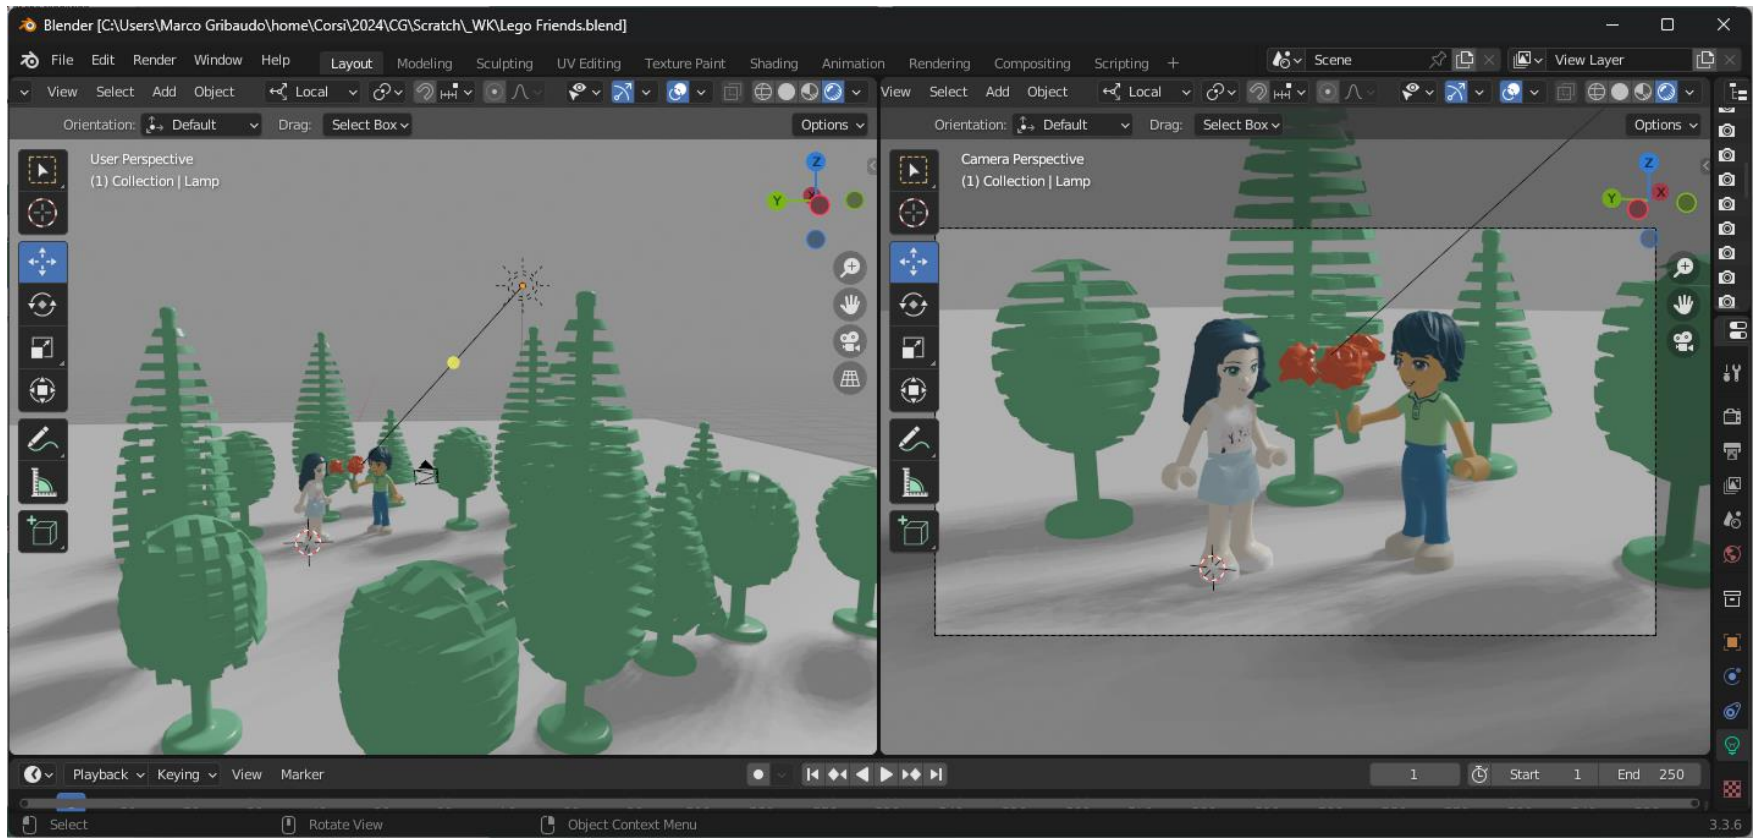 Blender [C:\Users\Marco Gribaudo\home\Corsi\2024\CG\Scratch\_WK\Lego Friends.blend]
File Edit Render Window Help Layout Modeling Sculpting UV Editing Texture Paint Shading Animation Rendering Compositing Scripting + Scene View Layer
View Select Add Object Local View Select Add Object Local
Orientation: Default Drag: Select Box Options Orientation: Default Drag: Select Box Options
User Perspective
(1) Collection | Lamp
Z
Y
Camera Perspective
(1) Collection | Lamp
Z
X
Y
Playback Keying View Marker 1 Start 1 End 250
Select Rotate View Object Context Menu 3.3.6